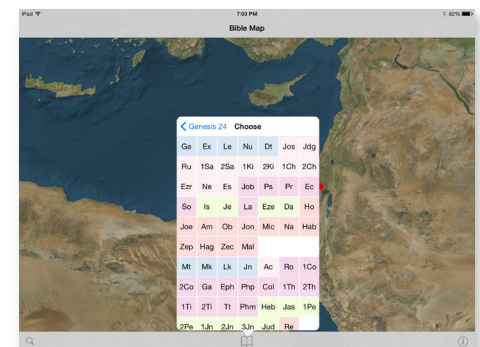 iPad 7:03 PM 82%
Bible Map
Genesis 24 Choose
Ge Ex Le Nu Dt Jos Jdg
Ru 1Sa 2Sa 1Ki 2Ki 1Ch 2Ch
Ezr Ne Es Job Ps Pr Ec
So Is Je La Eze Da Ho
Joe Am Ob Jon Mic Na Hab
Zep Hag Zec Mal
Mt Mk Lk Jn Ac Ro 1Co
2Co Ga Eph Php Col 1Th 2Th
1Ti 2Ti Tt Phm Heb Jas 1Pe
2Pe 1Jn 2Jn 3Jn Jud Re